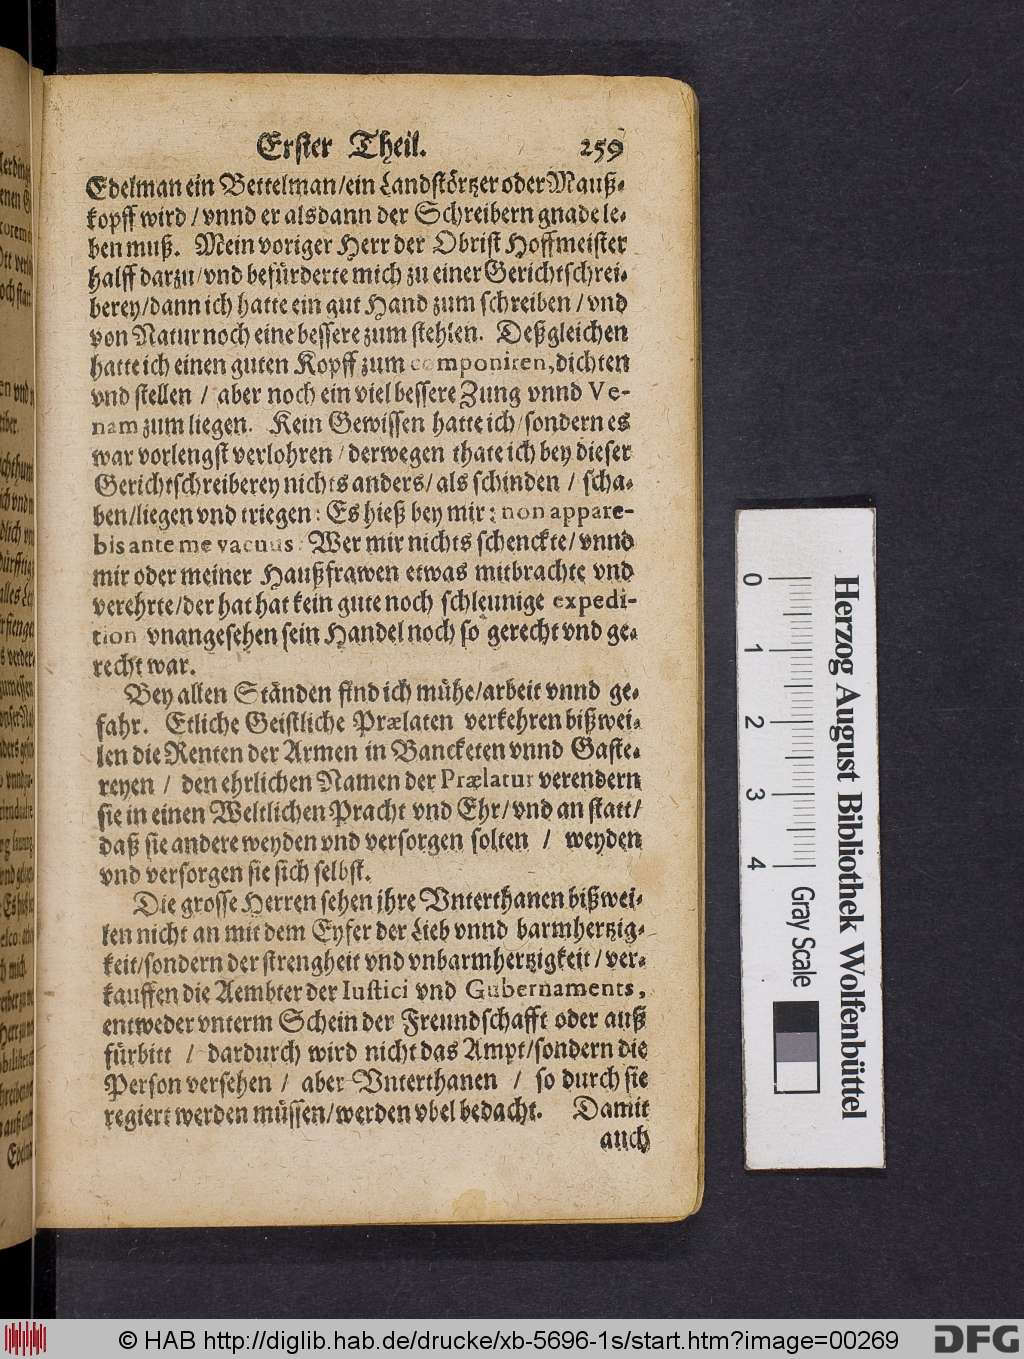 Erster Theil. 259
Edelman ein Bettelman/ein Landstörtzer oder Mauß-
kopff wird / vnnd er alsdann der Schreibern gnade le-
ben muß. Mein voriger Herr der Obrist Hoffmeister
halff darzu/vnd befürderte mich zu einer Gerichtschrei-
berey/dann ich hatte ein gut Hand zum schreiben / vnd
von Natur noch eine bessere zum stehlen. Deßgleichen
hatte ich einen guten Kopff zum componiren, dichten
vnd stellen / aber noch ein viel bessere Zung vnnd Ve-
nam zum liegen. Kein Gewissen hatte ich/sondern es
war vorlengst verlohren / derwegen thate ich bey dieser
Gerichtschreiberey nichts anders/ als schinden / scha-
ben/liegen vnd triegen: Es hieß bey mir: non appare-
bis ante me vacuus. Wer mir nichts schenckte/ vnnd
mir oder meiner Haußfrawen etwas mitbrachte vnd
verehrte/der hat hat kein gute noch schleunige expedi-
tion vnangesehen sein Handel noch so gerecht vnd ge-
recht war.
Bey allen Ständen find ich mühe/arbeit vnnd ge-
fahr. Etliche Geistliche Prælaten verkehren bißwei-
len die Renten der Armen in Bancketen vnnd Gaste-
reyen / den ehrlichen Namen der Prælatur verendern
sie in einen Weltlichen Pracht vnd Ehr/vnd an statt/
daß sie andere weyden vnd versorgen solten / weyden
vnd versorgen sie sich selbst.
Die grosse Herren sehen ihre Vnterthanen bißwei-
len nicht an mit dem Eyfer der Lieb vnnd barmhertzig-
keit/sondern der strengheit vnd vnbarmhertzigkeit / ver-
kauffen die Aembter der Iustici vnd Gubernaments,
entweder vnterm Schein der Freundschafft oder auß
fürbitt / dardurch wird nicht das Ampt/sondern die
Person versehen / aber Vnterthanen / so durch sie
regiert werden müssen/werden vbel bedacht. Damit
auch
0
1
2
3
4
Gray Scale
Herzog August Bibliothek Wolfenbüttel
© HAB http://diglib.hab.de/drucke/xb-5696-1s/start.htm?image=00269
DFG